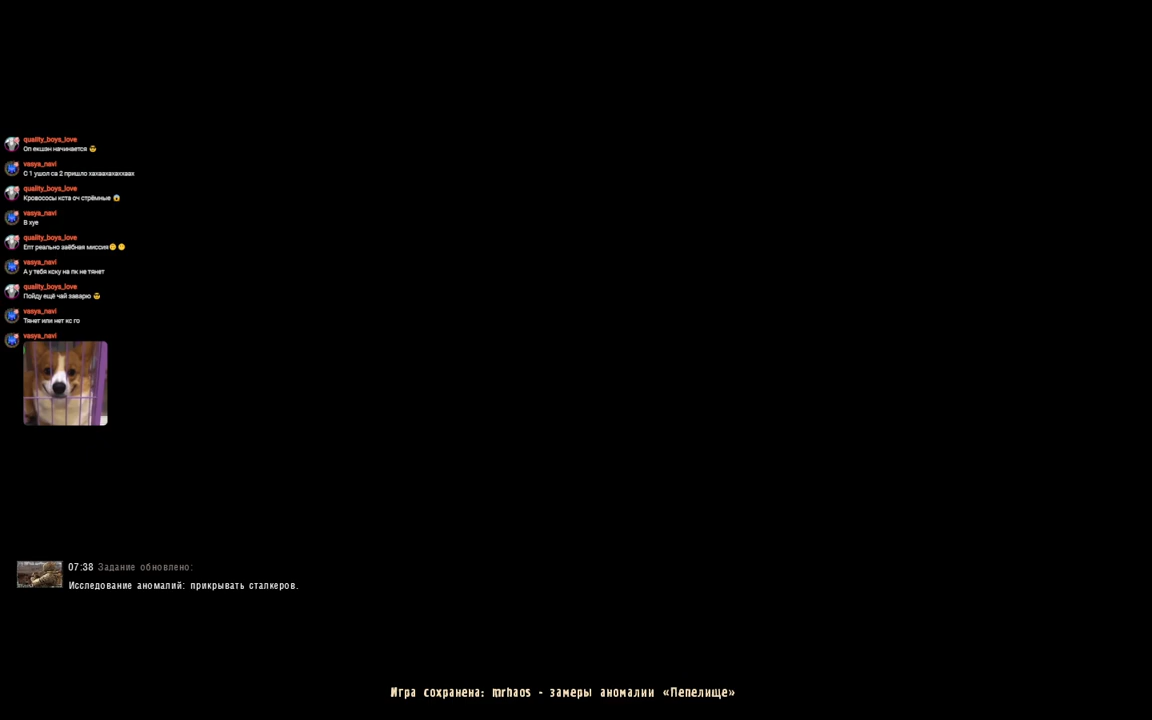 quality_boys_love
Оп екшэн начинается
vasya_navi
О 1 ушол са 2 пришло хахаахахахкаах
quality_boys_love
Кровососы кста оч стрёмные
vasya_navi
В хуе
quality_boys_love
Епт реально заёбная миссия
vasya_navi
А у тебя кску на пк не тянет
quality_boys_love
Пойду ещё чай заварю
vasya_navi
Тянет или нет кс го
vasya_navi
07:38 Задание обновлено:
Исследование аномалий: прикрывать сталкеров.
Игра сохранена: mrhaos - замеры аномалии «Пепелище»